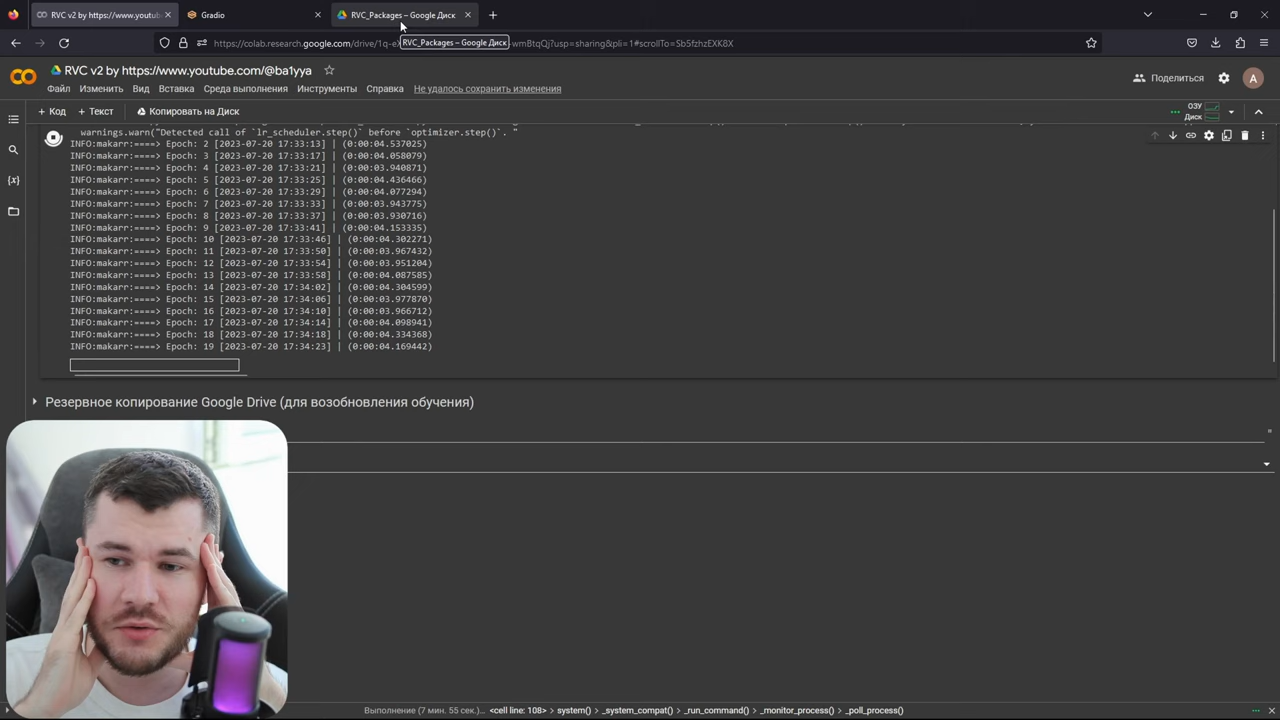 RVC v2 by https://www.youtub
Gradio
RVC_Packages – Google Диск
RVC_Packages – Google Диск
RVC v2 by https://www.youtube.com/@ba1yya
Файл Изменить Вид Вставка Среда выполнения Инструменты Справка Не удалось сохранить изменения
Поделиться
A
+ Код + Текст Копировать на Диск
ОЗУ
Диск
warnings.warn("Detected call of `lr_scheduler.step()` before `optimizer.step()`. "
INFO:makarr:====> Epoch: 2 [2023-07-20 17:33:13] | (0:00:04.537025)
INFO:makarr:====> Epoch: 3 [2023-07-20 17:33:17] | (0:00:04.058079)
INFO:makarr:====> Epoch: 4 [2023-07-20 17:33:21] | (0:00:03.940871)
INFO:makarr:====> Epoch: 5 [2023-07-20 17:33:25] | (0:00:04.436466)
INFO:makarr:====> Epoch: 6 [2023-07-20 17:33:29] | (0:00:04.077294)
INFO:makarr:====> Epoch: 7 [2023-07-20 17:33:33] | (0:00:03.943775)
INFO:makarr:====> Epoch: 8 [2023-07-20 17:33:37] | (0:00:03.930716)
INFO:makarr:====> Epoch: 9 [2023-07-20 17:33:41] | (0:00:04.153335)
INFO:makarr:====> Epoch: 10 [2023-07-20 17:33:46] | (0:00:04.302271)
INFO:makarr:====> Epoch: 11 [2023-07-20 17:33:50] | (0:00:03.967432)
INFO:makarr:====> Epoch: 12 [2023-07-20 17:33:54] | (0:00:03.951204)
INFO:makarr:====> Epoch: 13 [2023-07-20 17:33:58] | (0:00:04.087585)
INFO:makarr:====> Epoch: 14 [2023-07-20 17:34:02] | (0:00:04.304599)
INFO:makarr:====> Epoch: 15 [2023-07-20 17:34:06] | (0:00:03.977870)
INFO:makarr:====> Epoch: 16 [2023-07-20 17:34:10] | (0:00:03.966712)
INFO:makarr:====> Epoch: 17 [2023-07-20 17:34:14] | (0:00:04.098941)
INFO:makarr:====> Epoch: 18 [2023-07-20 17:34:18] | (0:00:04.334368)
INFO:makarr:====> Epoch: 19 [2023-07-20 17:34:23] | (0:00:04.169442)
Резервное копирование Google Drive (для возобновления обучения)
"
Выполнение (7 мин. 55 сек.) <cell line: 108> system() _system_compat() _run_command() _monitor_process() _poll_process()